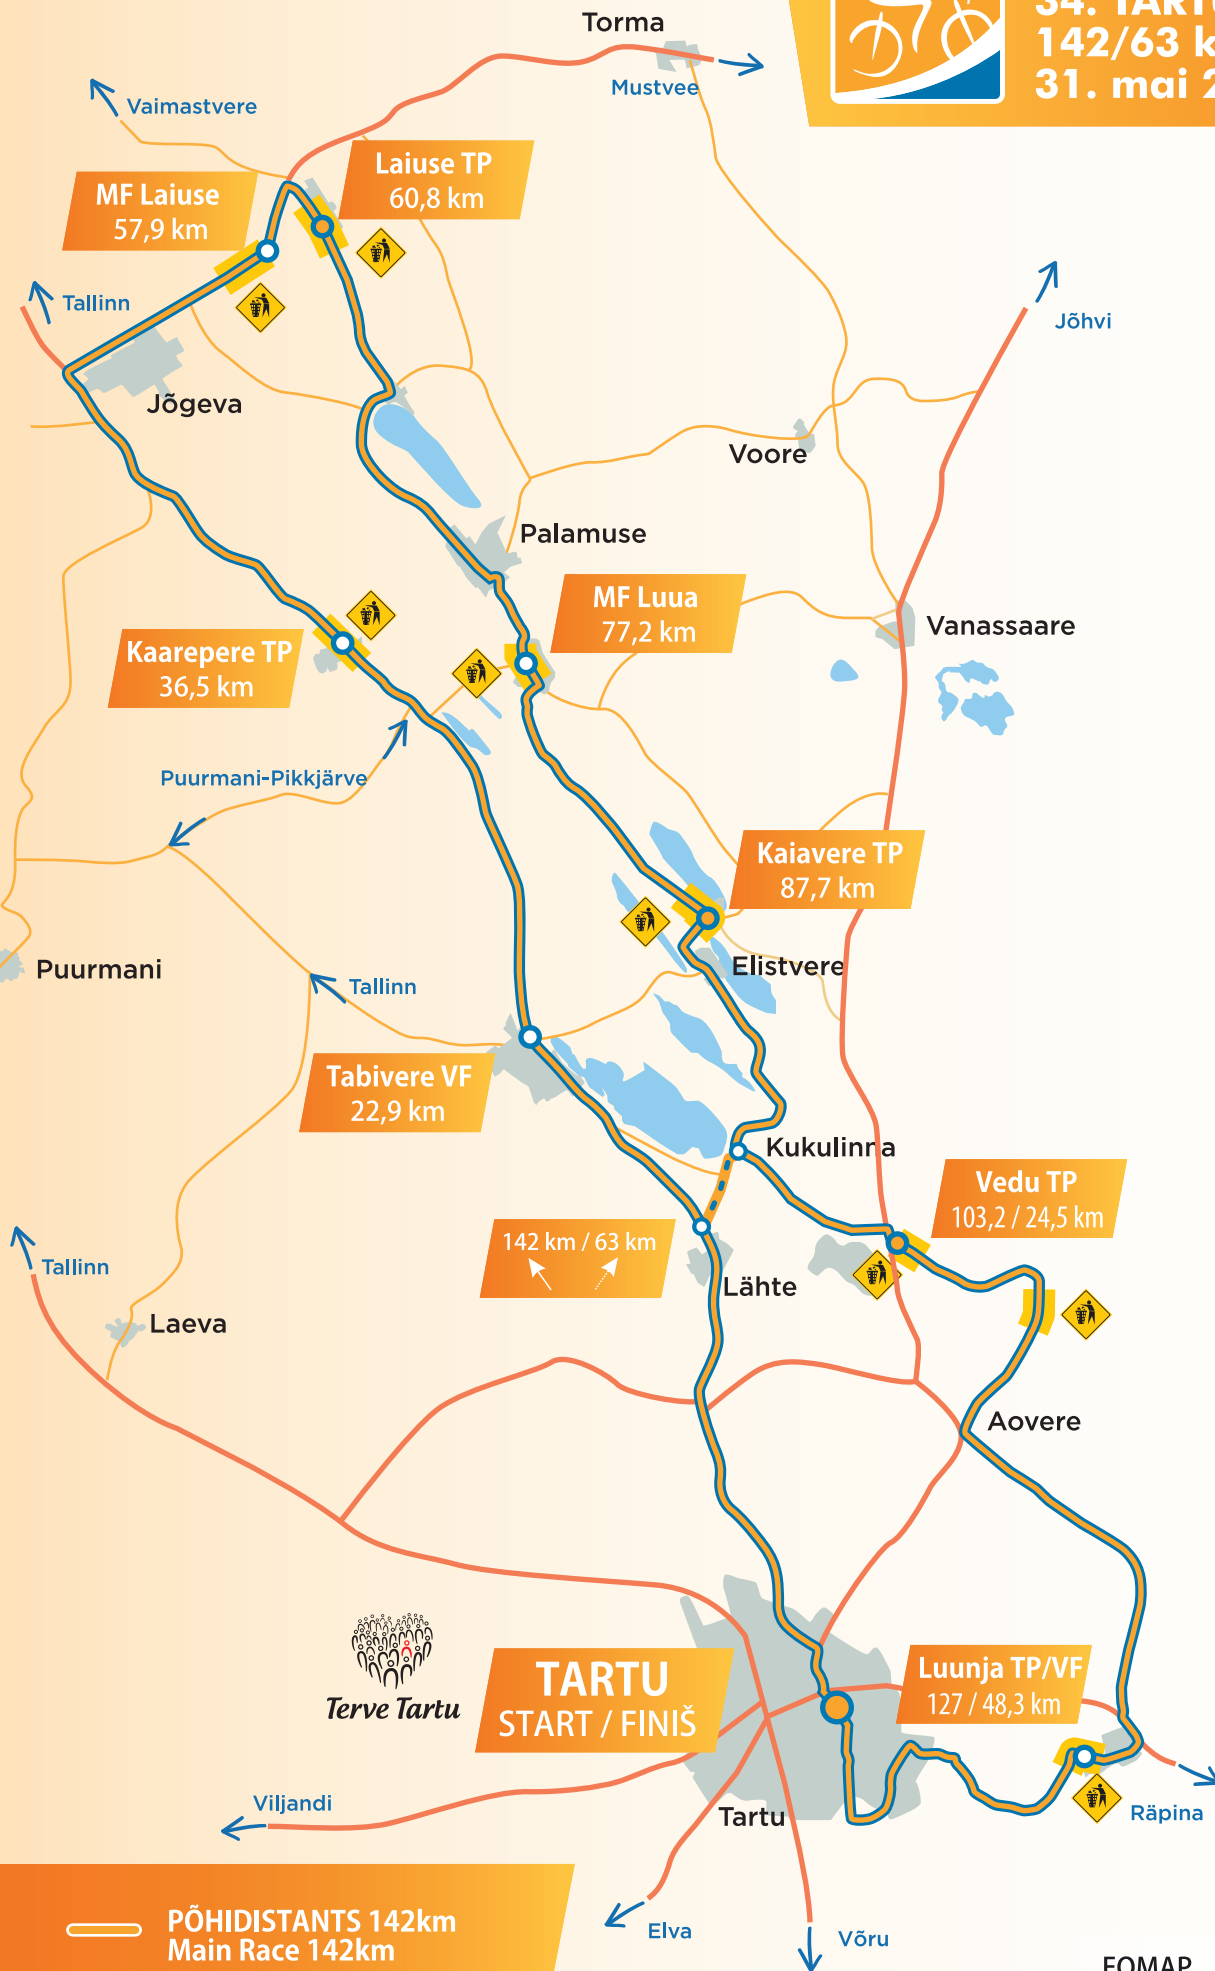 Torma
34.
142/63
31. mai
Mustvee
Vaimastvere
Laiuse TP
60,8 km
MF Laiuse
57,9 km
Tallinn
Jõhvi
Jõgeva
Voore
Palamuse
MF Luua
77,2 km
Vanassaare
Kaarepere TP
36,5 km
Puurmani-Pikkjärve
Kaiavere TP
87,7 km
Puurmani
Elistvere
Tallinn
Tabivere VF
22,9 km
Kukulinna
Vedu TP
103,2 / 24,5 km
142 km / 63 km
Tallinn
Lähte
Laeva
Aovere
Terve Tartu
TARTU
START / FINIŠ
Luunja TP/VF
127 / 48,3 km
Viljandi
Tartu
Räpina
Elva
Võru
PÕHIDISTANTS 142km
Main Race 142km
EOMAP